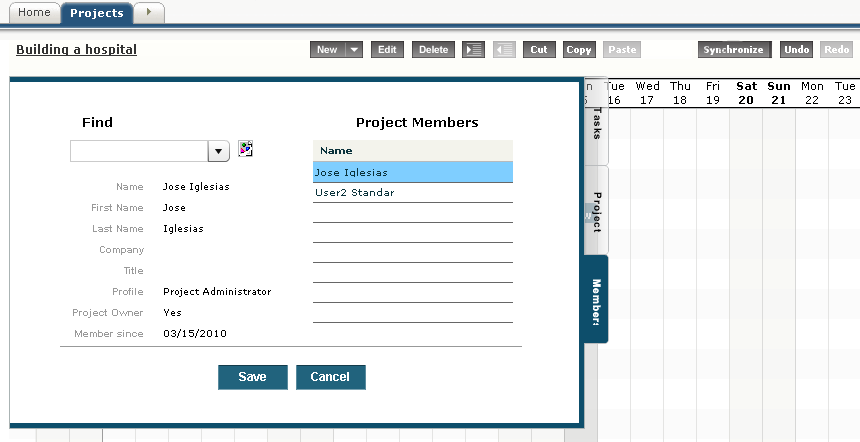 Home Projects
Building a hospital New Edit Delete Cut Copy Paste Synchronize Undo Redo
Tue Wed Thu Fri Sat Sun Mon Tue
16 17 18 19 20 21 22 23
Find Project Members
Name
Jose Iglesias
User2 Standar
Name Jose Iglesias
First Name Jose
Last Name Iglesias
Company
Title
Profile Project Administrator
Project Owner Yes
Member since 03/15/2010
Save Cancel
Tasks
Project
Member